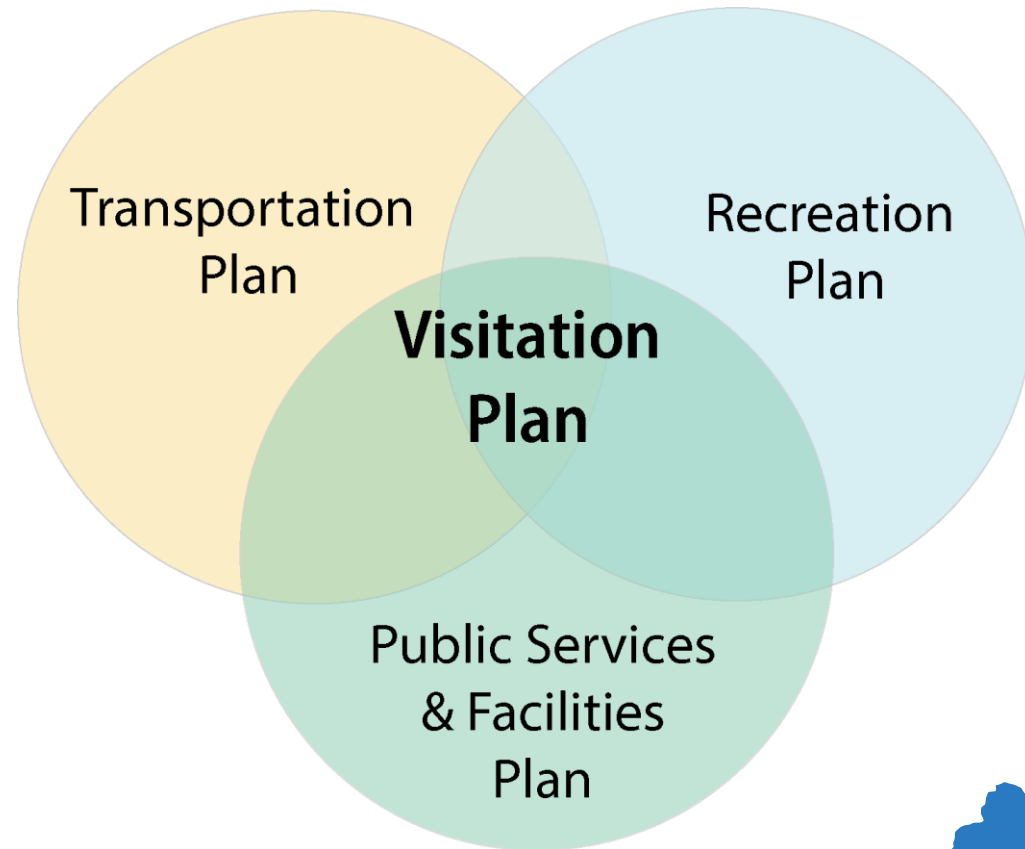 Transportation
Plan
Recreation
Plan
Visitation
Plan
Public Services
& Facilities
Plan